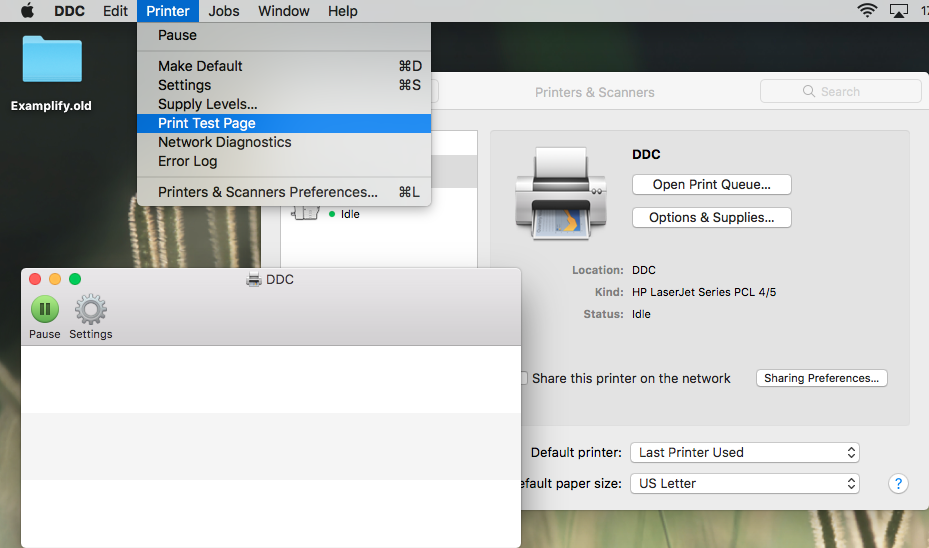 DDC Edit Printer Jobs Window Help
Pause
Make Default ⌘D
Settings ⌘S
Supply Levels...
Print Test Page
Network Diagnostics
Error Log
Printers & Scanners Preferences... ⌘L
Examplify.old
Printers & Scanners
Search
Idle
DDC
Open Print Queue...
Options & Supplies...
Location: DDC
Kind: HP LaserJet Series PCL 4/5
Status: Idle
Share this printer on the network
Sharing Preferences...
Default printer: Last Printer Used
efault paper size: US Letter
?
DDC
Pause Settings